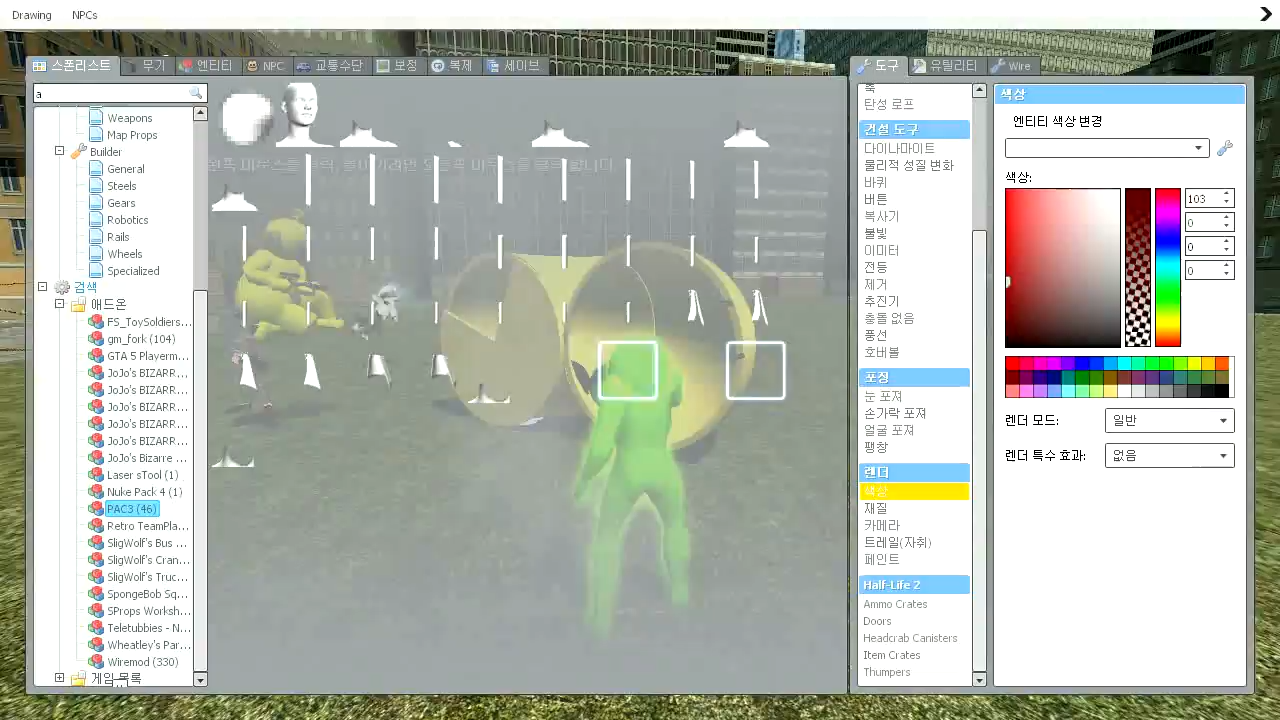 Drawing NPCs
스폰리스트 무기 엔티티 NPC 교통수단 보정 복제 세이브
a
Weapons
Map Props
Builder
General
Steels
Gears
Robotics
Rails
Wheels
Specialized
검색
애드온
FS_ToySoldiers...
gm_fork (10개)
GTA 5 Playerm...
JoJo's BIZARR...
JoJo's BIZARR...
JoJo's BIZARR...
JoJo's BIZARR...
JoJo's BIZARR...
JoJo's Bizarre ...
Laser sTool (1)
Nuke Pack 4 (1)
PAC3 (46)
Retro TeamPla...
SligWolf's Bus ...
SligWolf's Cran...
SligWolf's Truc...
SpongeBob Sq...
SProps Worksh...
Teletubbies - N...
Wheatley's Par...
Wiremod (330)
게임 목록
도구 유틸리티 Wire
축
탄성 로프
건설 도구
다이나마이트
물리적 성질 변화
바퀴
버튼
복사기
불빛
이미터
전등
제거
추진기
충돌 없음
풍선
호버볼
포징
눈 포져
손가락 포져
얼굴 포져
팽창
렌더
색상
재질
카메라
트레일(자취)
페인트
Half-Life 2
Ammo Crates
Doors
Headcrab Canisters
Item Crates
Thumpers
색상
엔티티 색상 변경
색상:
103
0
0
0
렌더 모드: 일반
렌더 특수 효과: 없음